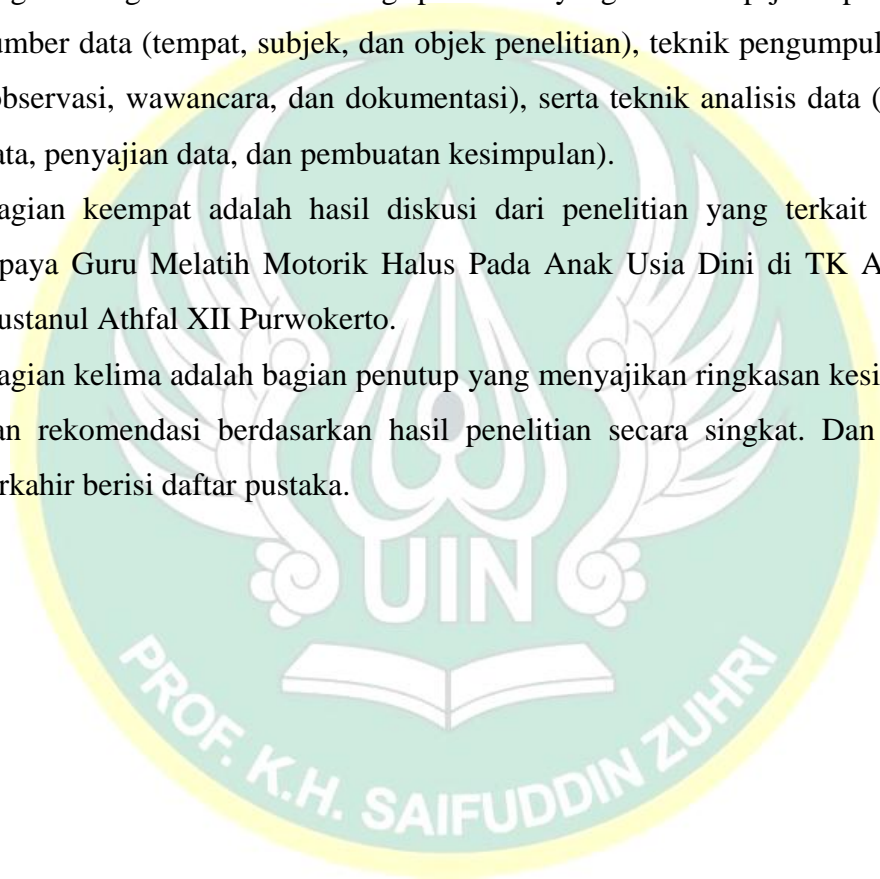 umber data (tempat, subjek, dan objek penelitian), teknik pengumpul
observasi, wawancara, dan dokumentasi), serta teknik analisis data (
ata, penyajian data, dan pembuatan kesimpulan).
agian keempat adalah hasil diskusi dari penelitian yang terkait
paya Guru Melatih Motorik Halus Pada Anak Usia Dini di TK A
ustanul Athfal XII Purwokerto.
agian kelima adalah bagian penutup yang menyajikan ringkasan kesi
an rekomendasi berdasarkan hasil penelitian secara singkat. Dan
rkahir berisi daftar pustaka.
UIN
PROF. K.H. SAIFUDDIN ZUHRI